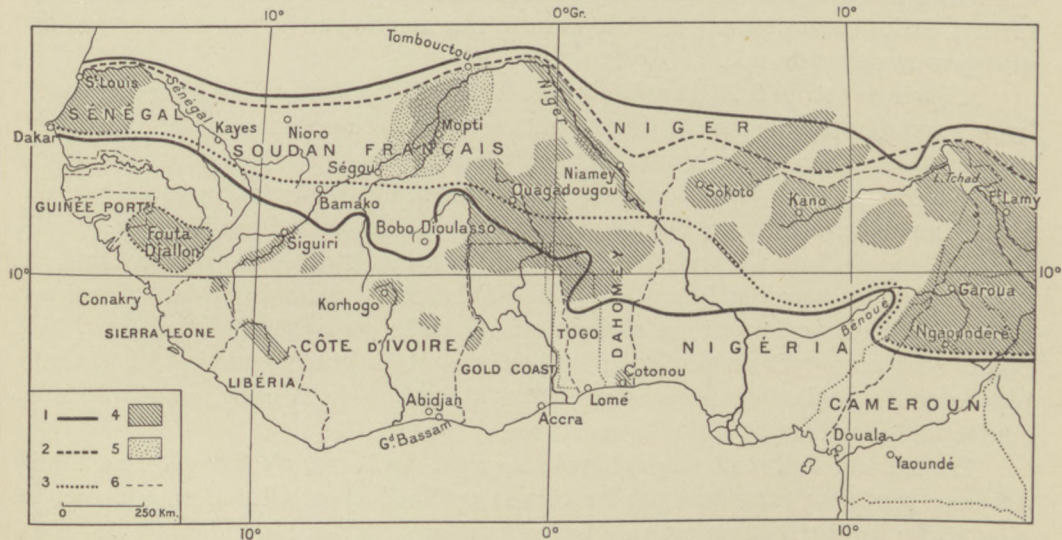 10° 0°Gr. 10°
Tombouctou
St Louis
Sénégal
Niger
SÉNÉGAL
Dakar
Kayes
Nioro
Mopti
NIGER
SOUDAN FRANÇAIS
Ségou
Niamey
Ouagadougou
Sokoto
Kano
L. Tchad
Ft Lamy
Bamako
GUINÉE PORTse
Bobo Dioulasso
Fouta
Djallon
Siguiri
10° 10°
Conakry
Korhogo
DAHOMEY
Garoua
Bénoué
SIERRA LEONE
CÔTE D'IVOIRE
TOGO
NIGÉRIA
Ngaoundéré
LIBÉRIA
GOLD COAST
Cotonou
Abidjan
Gd Bassam
Accra
Lomé
CAMEROUN
Douala
Yaoundé
1 4
2 5
3 6
0 250 Km.
10° 0° 10°